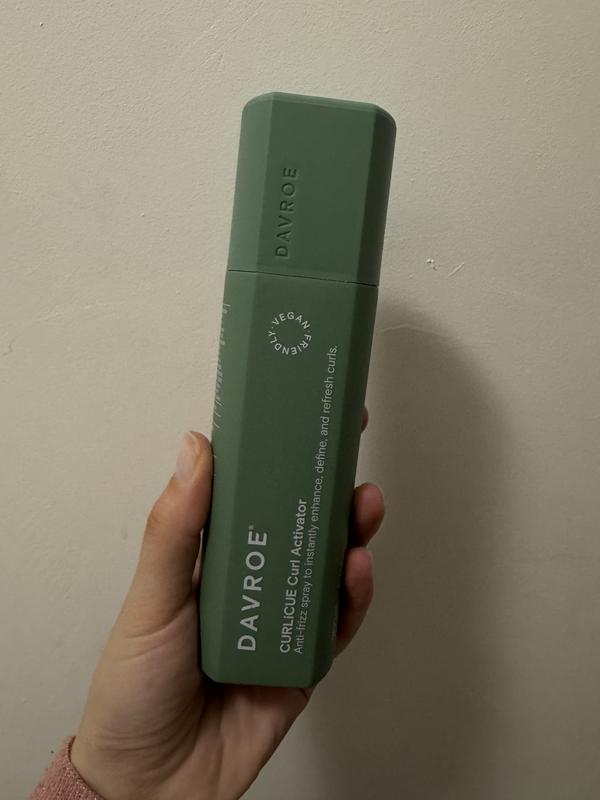 DAVROE
VEGAN · FRIENDLY ·
DAVROE®
CURLiCUE Curl Activator
Anti-frizz spray to instantly enhance, define, and refresh curls.